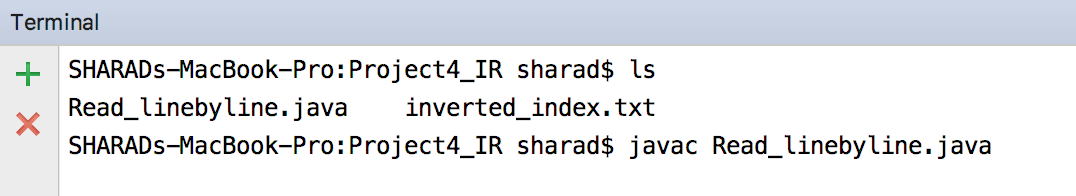 Terminal
SHARADs-MacBook-Pro:Project4_IR sharad$ ls
Read_linebyline.java    inverted_index.txt
SHARADs-MacBook-Pro:Project4_IR sharad$ javac Read_linebyline.java